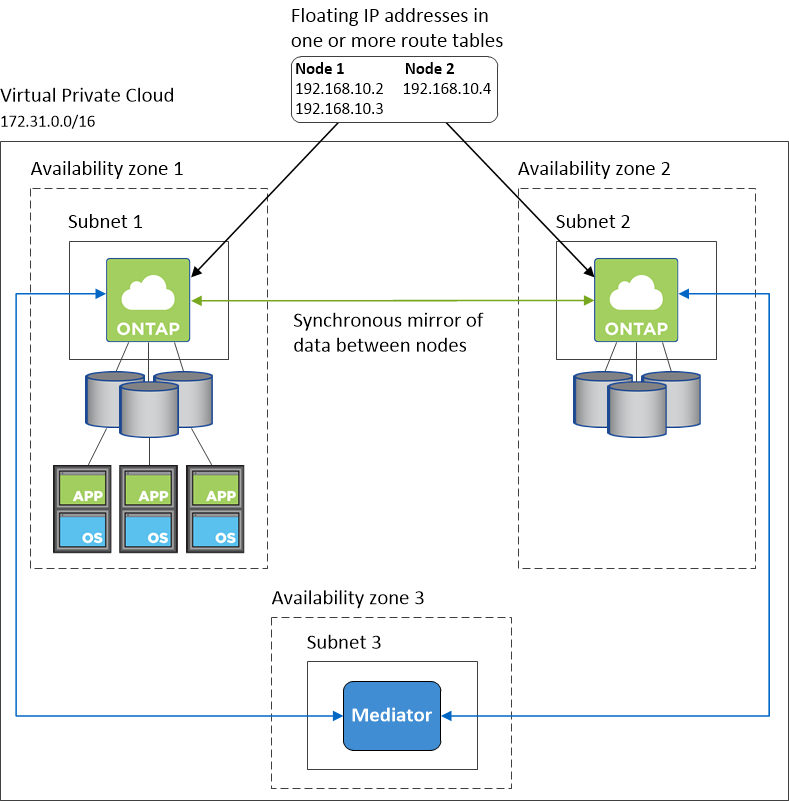 Floating IP addresses in
one or more route tables
Node 1 Node 2
192.168.10.2 192.168.10.4
192.168.10.3
Virtual Private Cloud
172.31.0.0/16
Availability zone 1
Availability zone 2
Subnet 1
Subnet 2
ONTAP
ONTAP
Synchronous mirror of
data between nodes
APP
APP
APP
OS
OS
OS
Availability zone 3
Subnet 3
Mediator